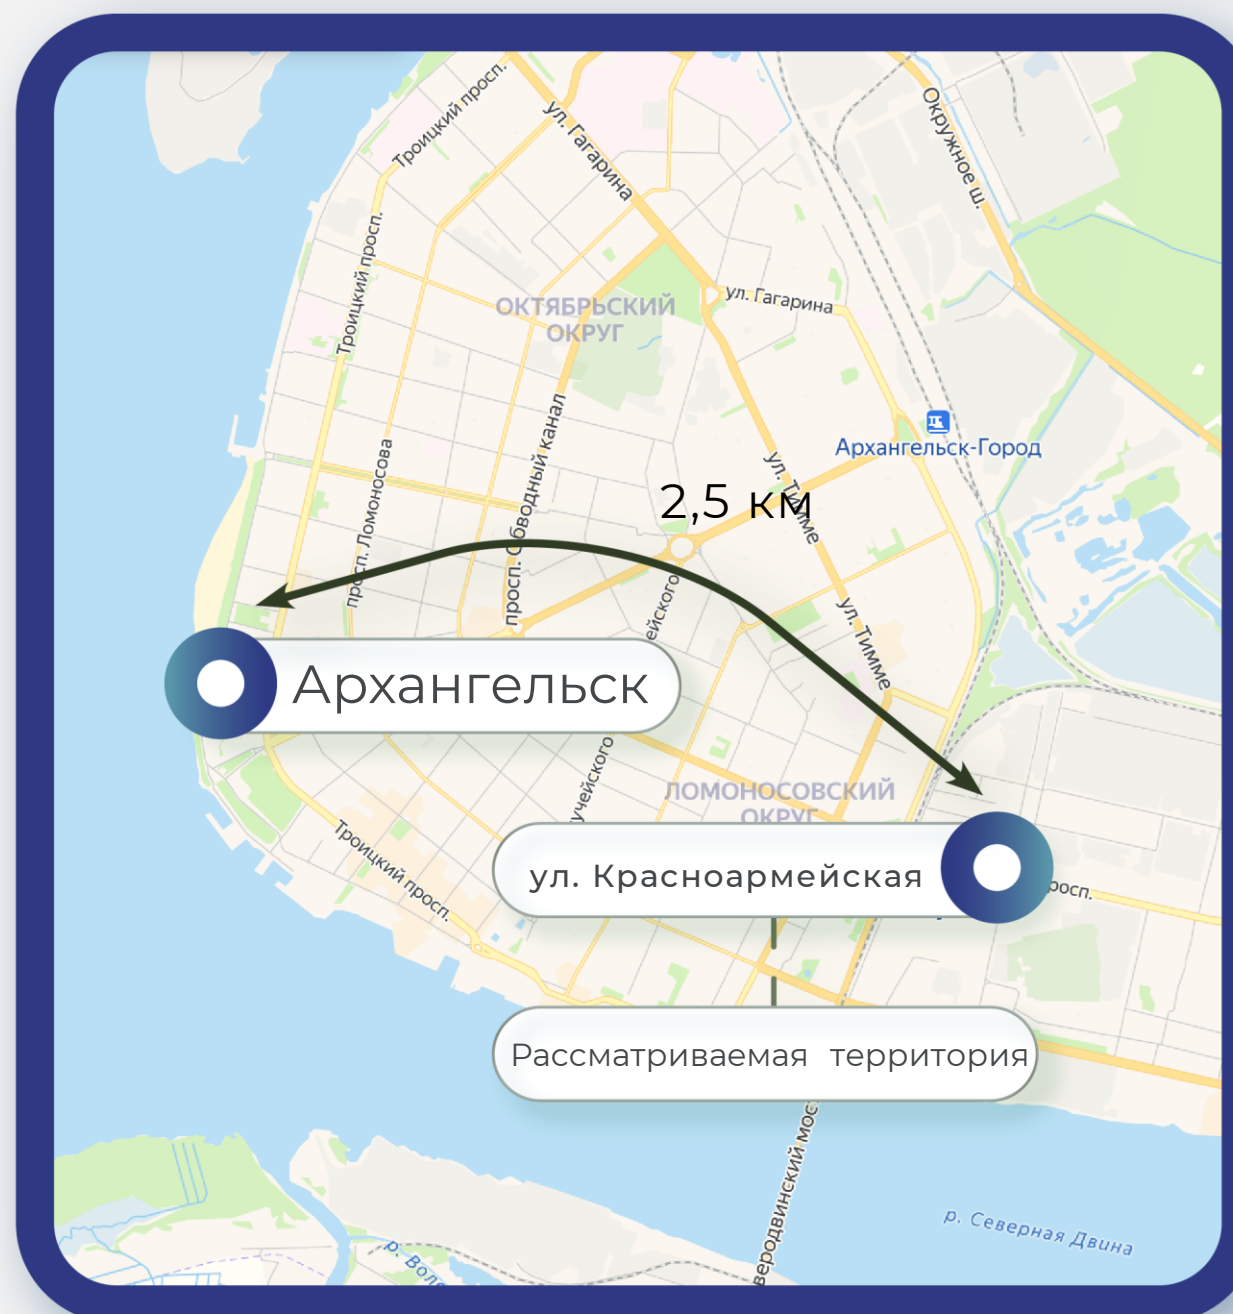 Троицкий просп.
ул. Гагарина
Окружное ш.
Троицкий просп.
ул. Гагарина
ОКТЯБРЬСКИЙ
ОКРУГ
Архангельск-Город
просп. Ломоносова
просп. Обводный канал
ул. Тимме
2,5 км
ул. Тимме
Архангельск
ЛОМОНОСОВСКИЙ
ОКРУГ
Троицкий просп.
ул. Красноармейская
Рассматриваемая территория
р. Северная Двина